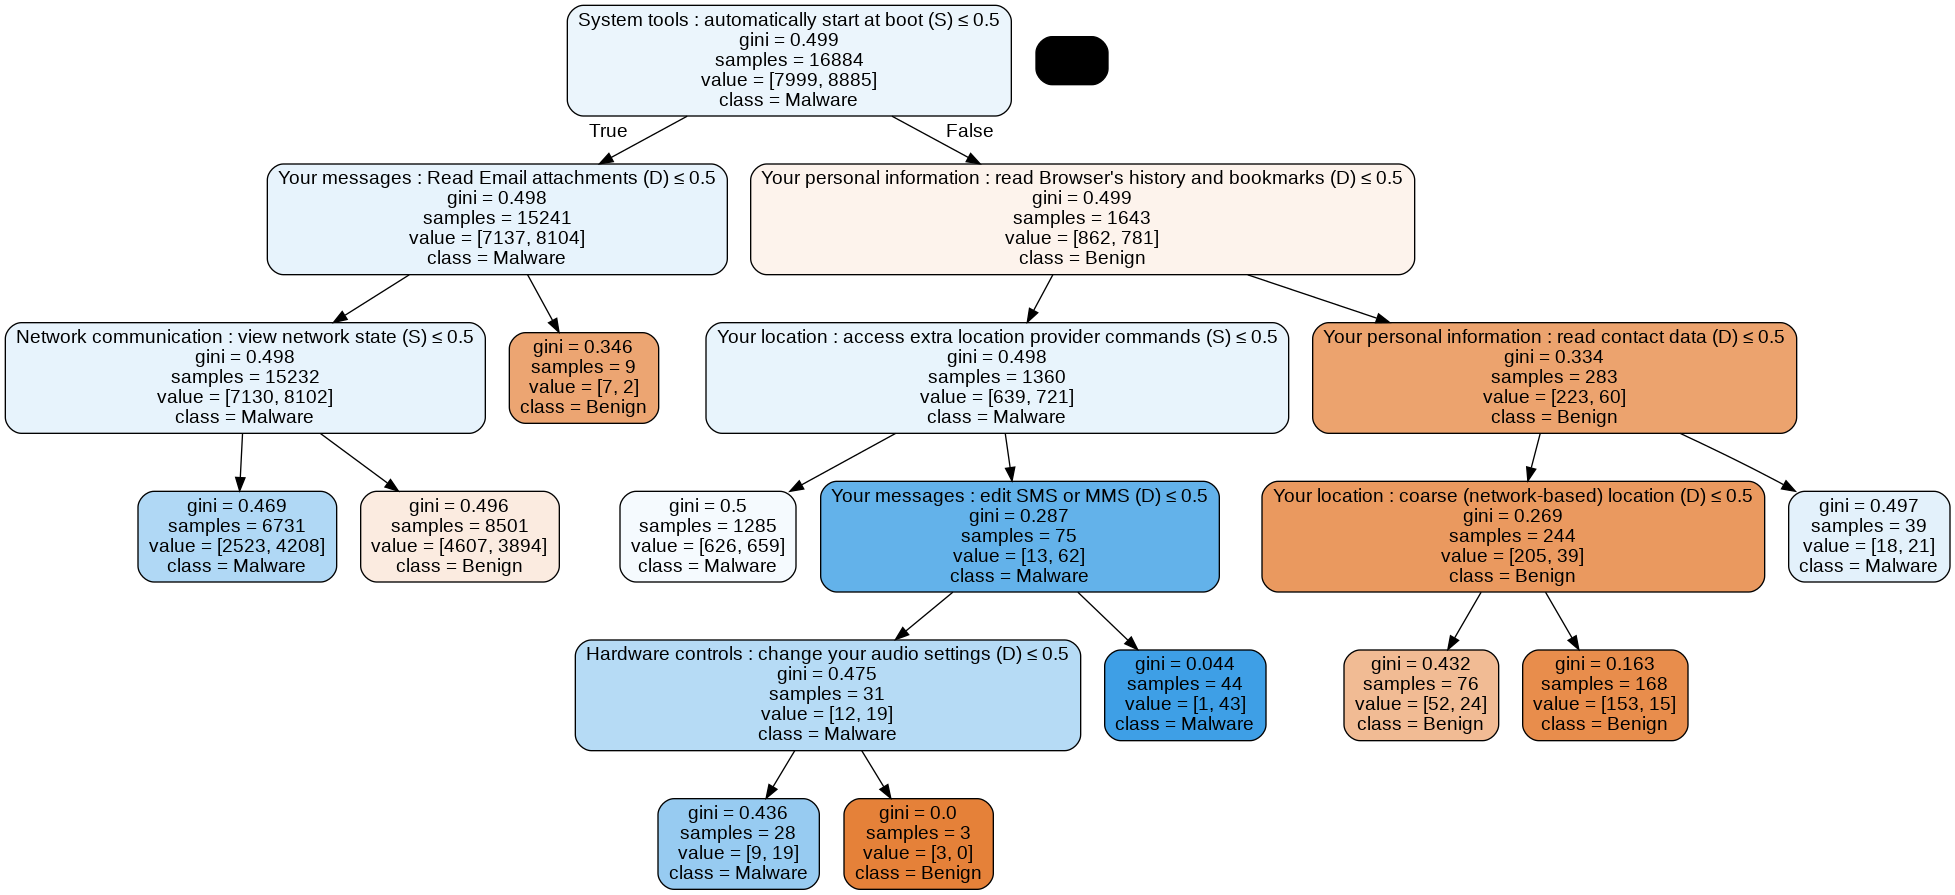 System tools : automatically start at boot (S) ≤ 0.5
gini = 0.499
samples = 16884
value = [7999, 8885]
class = Malware
True
False
Your messages : Read Email attachments (D) ≤ 0.5
gini = 0.498
samples = 15241
value = [7137, 8104]
class = Malware
Your personal information : read Browser's history and bookmarks (D) ≤ 0.5
gini = 0.499
samples = 1643
value = [862, 781]
class = Benign
Network communication : view network state (S) ≤ 0.5
gini = 0.498
samples = 15232
value = [7130, 8102]
class = Malware
gini = 0.346
samples = 9
value = [7, 2]
class = Benign
Your location : access extra location provider commands (S) ≤ 0.5
gini = 0.498
samples = 1360
value = [639, 721]
class = Malware
Your personal information : read contact data (D) ≤ 0.5
gini = 0.334
samples = 283
value = [223, 60]
class = Benign
gini = 0.469
samples = 6731
value = [2523, 4208]
class = Malware
gini = 0.496
samples = 8501
value = [4607, 3894]
class = Benign
gini = 0.5
samples = 1285
value = [626, 659]
class = Malware
Your messages : edit SMS or MMS (D) ≤ 0.5
gini = 0.287
samples = 75
value = [13, 62]
class = Malware
Your location : coarse (network-based) location (D) ≤ 0.5
gini = 0.269
samples = 244
value = [205, 39]
class = Benign
gini = 0.497
samples = 39
value = [18, 21]
class = Malware
Hardware controls : change your audio settings (D) ≤ 0.5
gini = 0.475
samples = 31
value = [12, 19]
class = Malware
gini = 0.044
samples = 44
value = [1, 43]
class = Malware
gini = 0.432
samples = 76
value = [52, 24]
class = Benign
gini = 0.163
samples = 168
value = [153, 15]
class = Benign
gini = 0.436
samples = 28
value = [9, 19]
class = Malware
gini = 0.0
samples = 3
value = [3, 0]
class = Benign